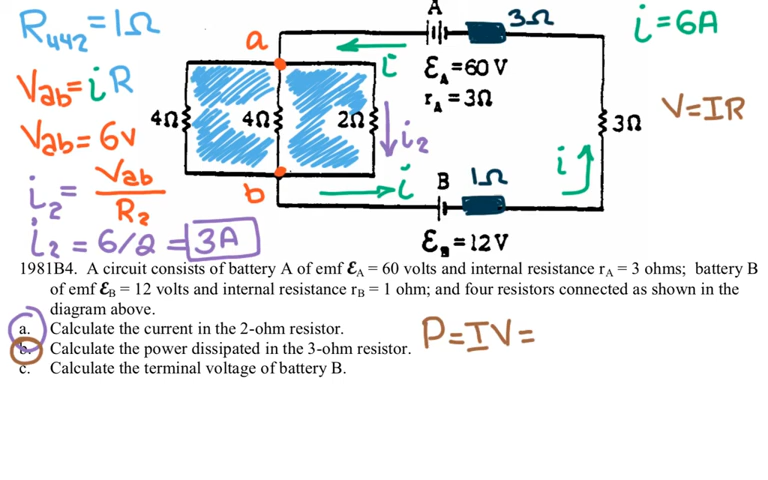 R₄₄₂=1Ω
a
A
3Ω
i=6A
i
Vab=iR
ℰA=60 V
rA=3Ω
V=IR
4Ω
4Ω
2Ω
i₂
3Ω
Vab=6v
i
i₂=Vab/R₂
b
i
B
1Ω
i₂=6/2=3A
ℰB=12V
1981B4. A circuit consists of battery A of emf ℰA = 60 volts and internal resistance rA = 3 ohms; battery B
of emf ℰB = 12 volts and internal resistance rB = 1 ohm; and four resistors connected as shown in the
diagram above.
a. Calculate the current in the 2-ohm resistor.
b. Calculate the power dissipated in the 3-ohm resistor.
P=IV=
c. Calculate the terminal voltage of battery B.